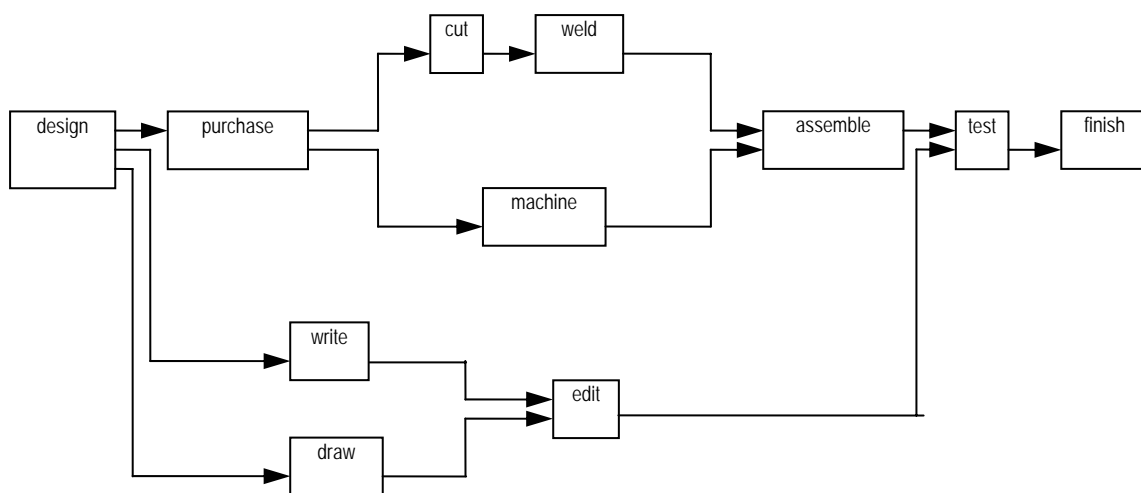 cut
weld
design
purchase
assemble
test
finish
machine
write
edit
draw